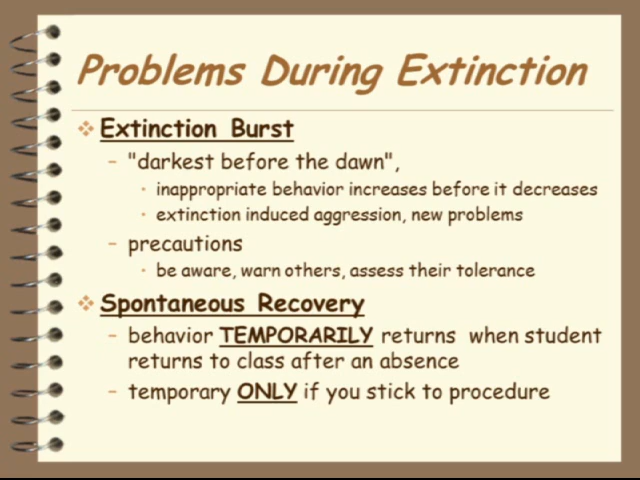 Problems During Extinction
Extinction Burst
– "darkest before the dawn",
· inappropriate behavior increases before it decreases
· extinction induced aggression, new problems
– precautions
· be aware, warn others, assess their tolerance
Spontaneous Recovery
– behavior TEMPORARILY returns when student
returns to class after an absence
– temporary ONLY if you stick to procedure